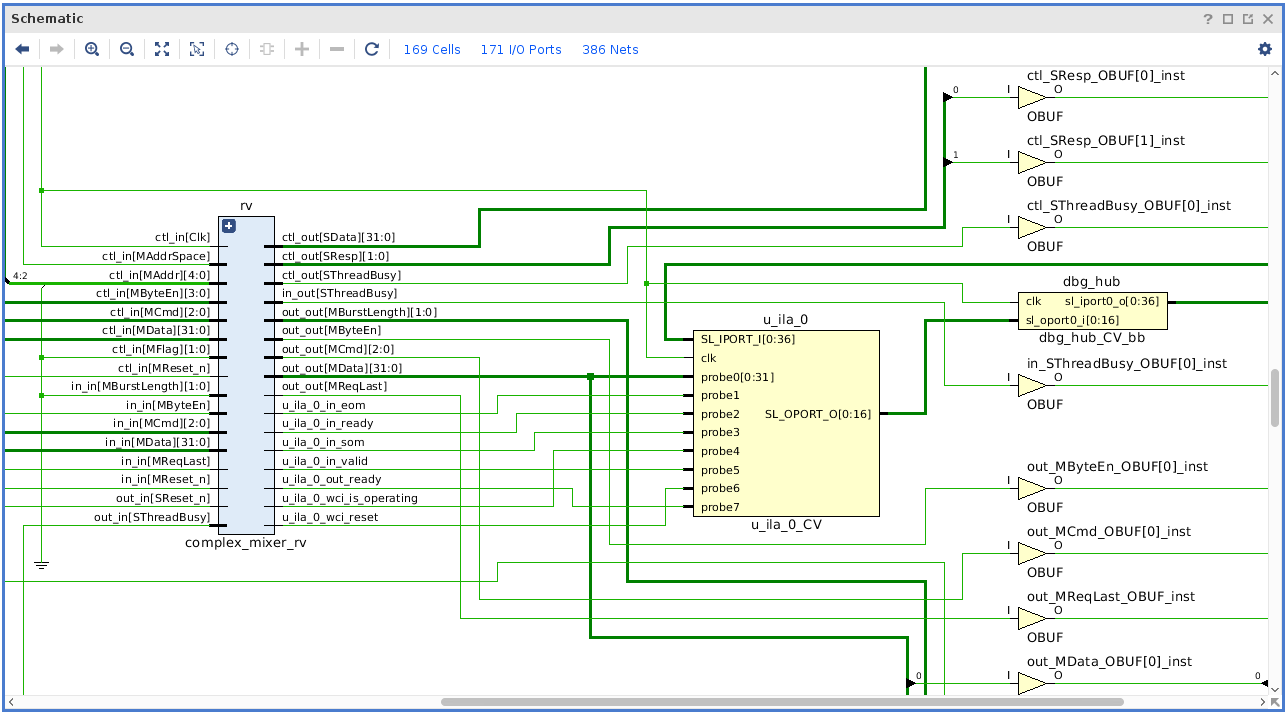 Schematic
169 Cells 171 I/O Ports 386 Nets
ctl_SResp_OBUF[0]_inst
0 I O
OBUF
ctl_SResp_OBUF[1]_inst
1 I O
OBUF
ctl_SThreadBusy_OBUF[0]_inst
I O
OBUF
rv
ctl_in[Clk] ctl_out[SData][31:0]
ctl_in[MAddrSpace] ctl_out[SResp][1:0]
4:2 ctl_in[MAddr][4:0] ctl_out[SThreadBusy]
ctl_in[MByteEn][3:0] in_out[SThreadBusy]
ctl_in[MCmd][2:0] out_out[MBurstLength][1:0]
ctl_in[MData][31:0] out_out[MByteEn]
ctl_in[MFlag][1:0] out_out[MCmd][2:0]
ctl_in[MReset_n] out_out[MData][31:0]
in_in[MBurstLength][1:0] out_out[MReqLast]
in_in[MByteEn] u_ila_0_in_eom
in_in[MCmd][2:0] u_ila_0_in_ready
in_in[MData][31:0] u_ila_0_in_som
in_in[MReqLast] u_ila_0_in_valid
in_in[MReset_n] u_ila_0_out_ready
out_in[SReset_n] u_ila_0_wci_is_operating
out_in[SThreadBusy] u_ila_0_wci_reset
complex_mixer_rv
u_ila_0
SL_IPORT_I[0:36]
clk
probe0[0:31]
probe1
probe2 SL_OPORT_O[0:16]
probe3
probe4
probe5
probe6
probe7
u_ila_0_CV
dbg_hub
clk sl_iport0_o[0:36]
sl_oport0_i[0:16]
dbg_hub_CV_bb
in_SThreadBusy_OBUF[0]_inst
I O
OBUF
out_MByteEn_OBUF[0]_inst
I O
OBUF
out_MCmd_OBUF[0]_inst
I O
OBUF
out_MReqLast_OBUF_inst
I O
OBUF
out_MData_OBUF[0]_inst
0 I O 0
OBUF